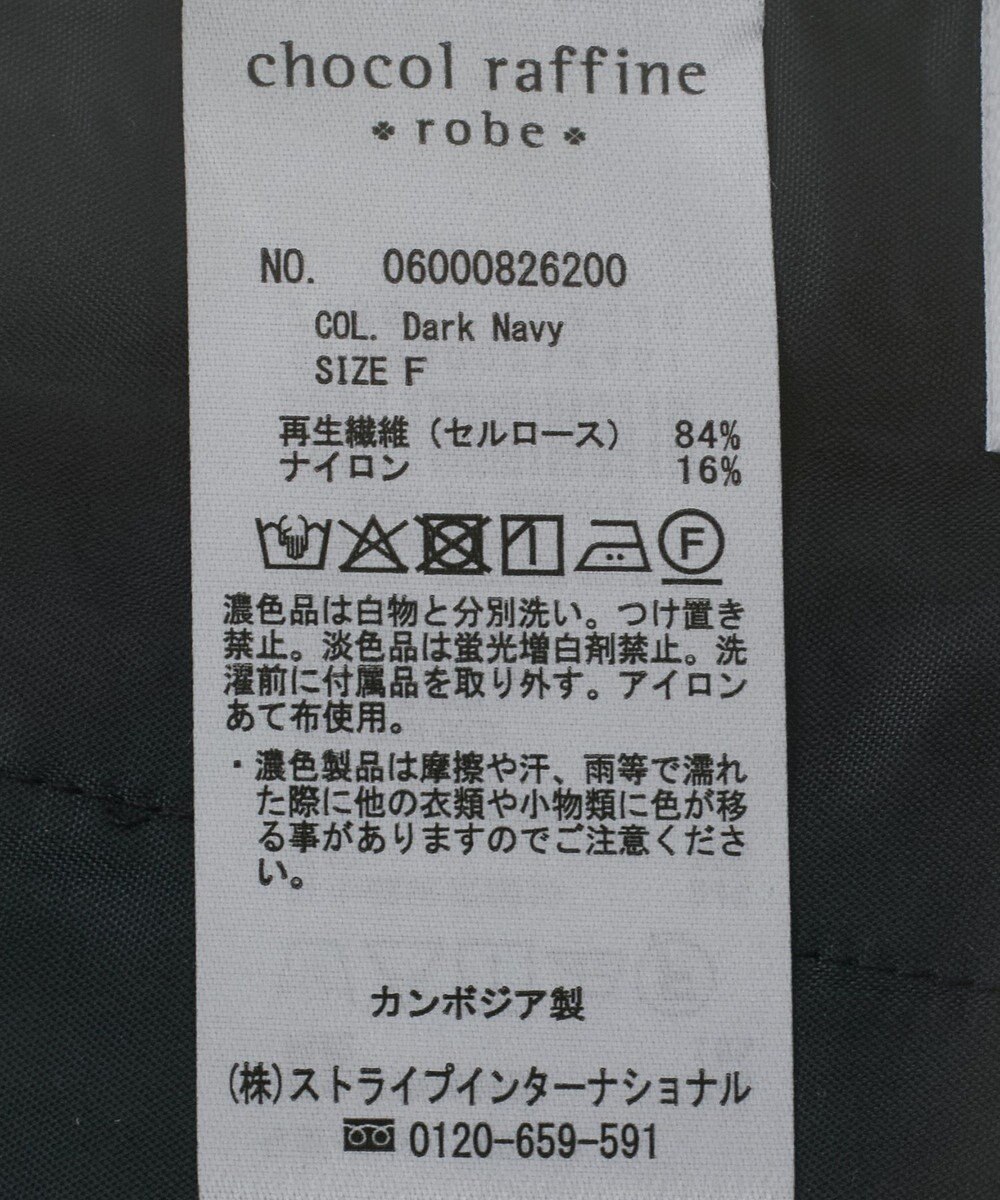 chocol raffine
robe
NO. 06000826200
COL. Dark Navy
SIZE F
再生繊維(セルロース) 84%
ナイロン 16%
F
濃色品は白物と分別洗い。つけ置き
禁止。淡色品は蛍光増白剤禁止。洗
濯前に付属品を取り外す。アイロン
あて布使用。
・濃色製品は摩擦や汗、雨等で濡れ
た際に他の衣類や小物類に色が移
る事がありますのでご注意くださ
い。
カンボジア製
(株)ストライプインターナショナル
0120-659-591